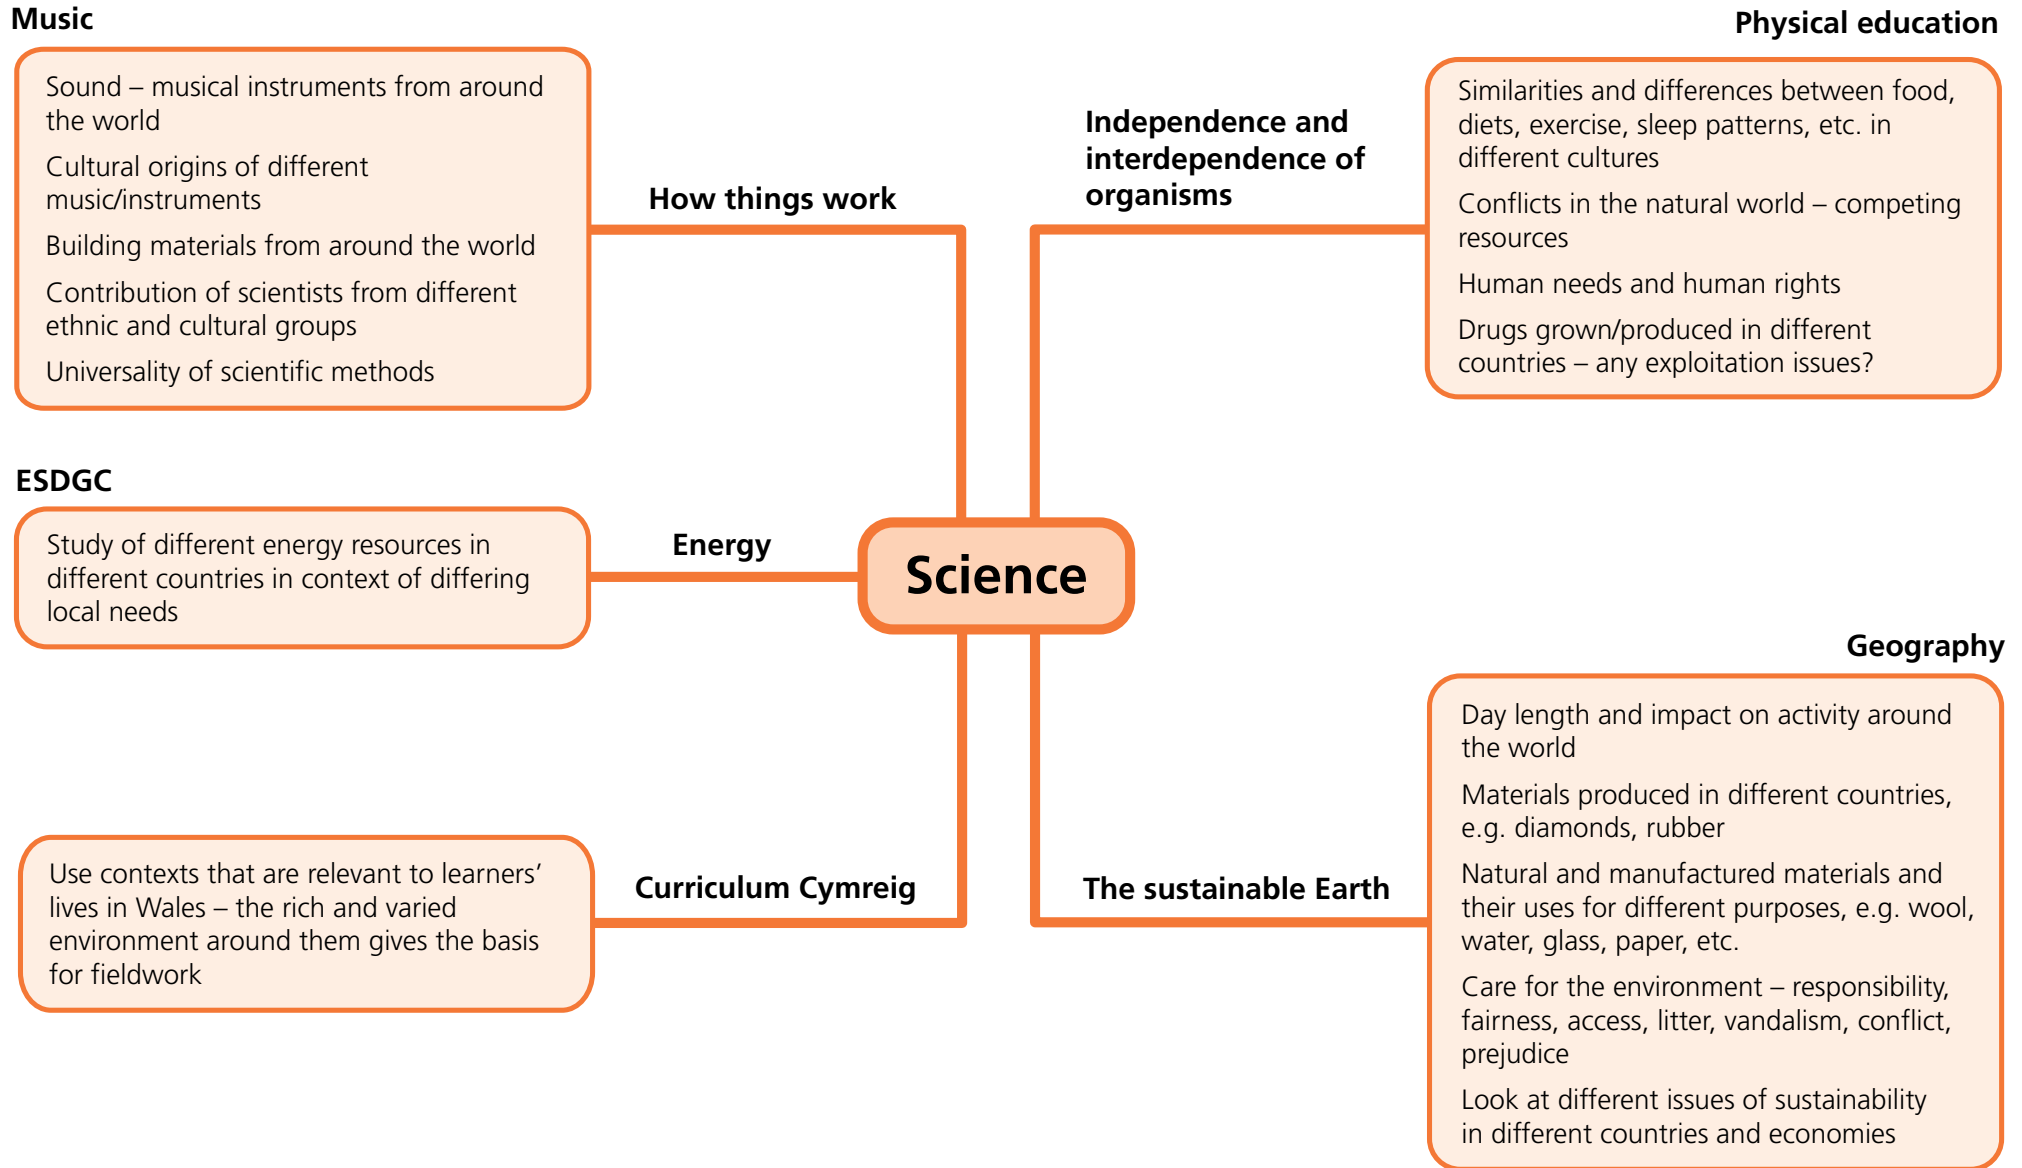 Music
Sound – musical instruments from around
the world
Cultural origins of different
music/instruments
Building materials from around the world
Contribution of scientists from different
ethnic and cultural groups
Universality of scientific methods
How things work
Physical education
Similarities and differences between food,
diets, exercise, sleep patterns, etc. in
different cultures
Conflicts in the natural world – competing
resources
Human needs and human rights
Drugs grown/produced in different
countries – any exploitation issues?
Independence and
interdependence of
organisms
ESDGC
Study of different energy resources in
different countries in context of differing
local needs
Energy
Science
Use contexts that are relevant to learners’
lives in Wales – the rich and varied
environment around them gives the basis
for fieldwork
Curriculum Cymreig
The sustainable Earth
Geography
Day length and impact on activity around
the world
Materials produced in different countries,
e.g. diamonds, rubber
Natural and manufactured materials and
their uses for different purposes, e.g. wool,
water, glass, paper, etc.
Care for the environment – responsibility,
fairness, access, litter, vandalism, conflict,
prejudice
Look at different issues of sustainability
in different countries and economies